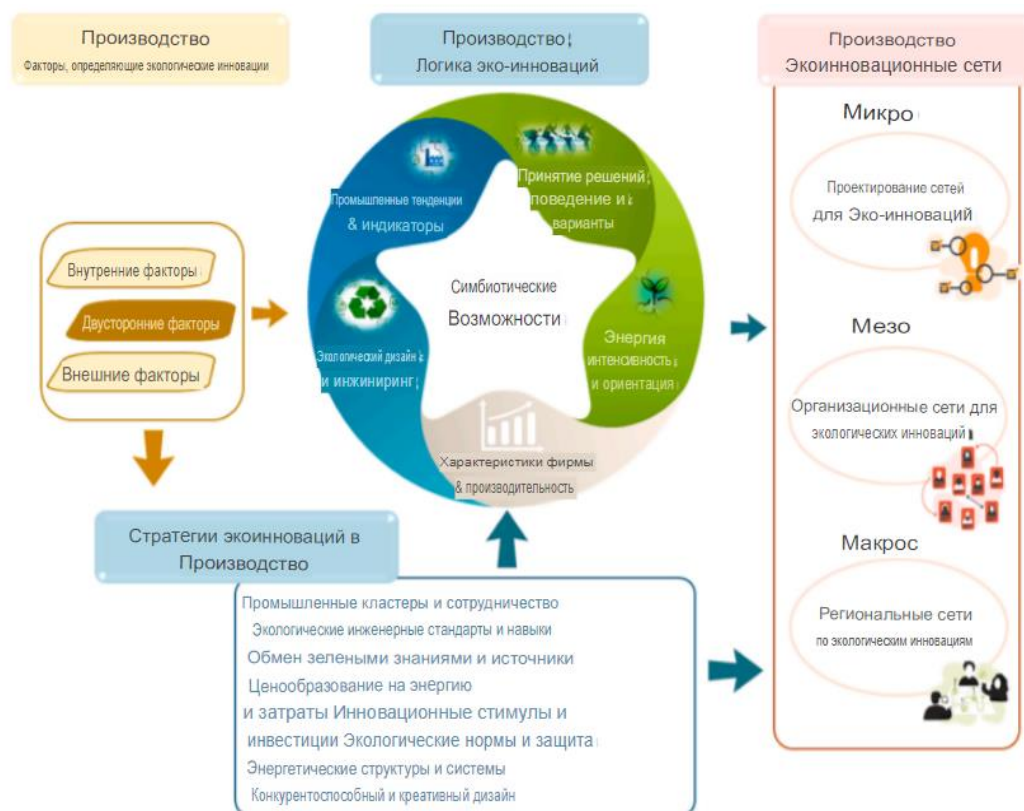 Производство
Факторы, определяющие экологические инновации
Производство
Логика эко-инноваций
Производство
Экоинновационные сети
Внутренние факторы
Двусторонние факторы
Внешние факторы
Промышленные тенденции
& индикаторы
Принятие решений,
поведение и
варианты
Симбиотические
Возможности
Экологический дизайн
и инжиниринг
Энергия
интенсивность
и ориентация
Характеристики фирмы
& производительность
Микро
Проектирование сетей
для Эко-инноваций
Мезо
Организационные сети для
экологических инноваций
Макрос
Региональные сети
по экологическим инновациям
Стратегии экоинноваций в
Производство
Промышленные кластеры и сотрудничество
Экологические инженерные стандарты и навыки
Обмен зелеными знаниями и источники
Ценообразование на энергию
и затраты Инновационные стимулы и
инвестиции Экологические нормы и защита
Энергетические структуры и системы
Конкурентоспособный и креативный дизайн